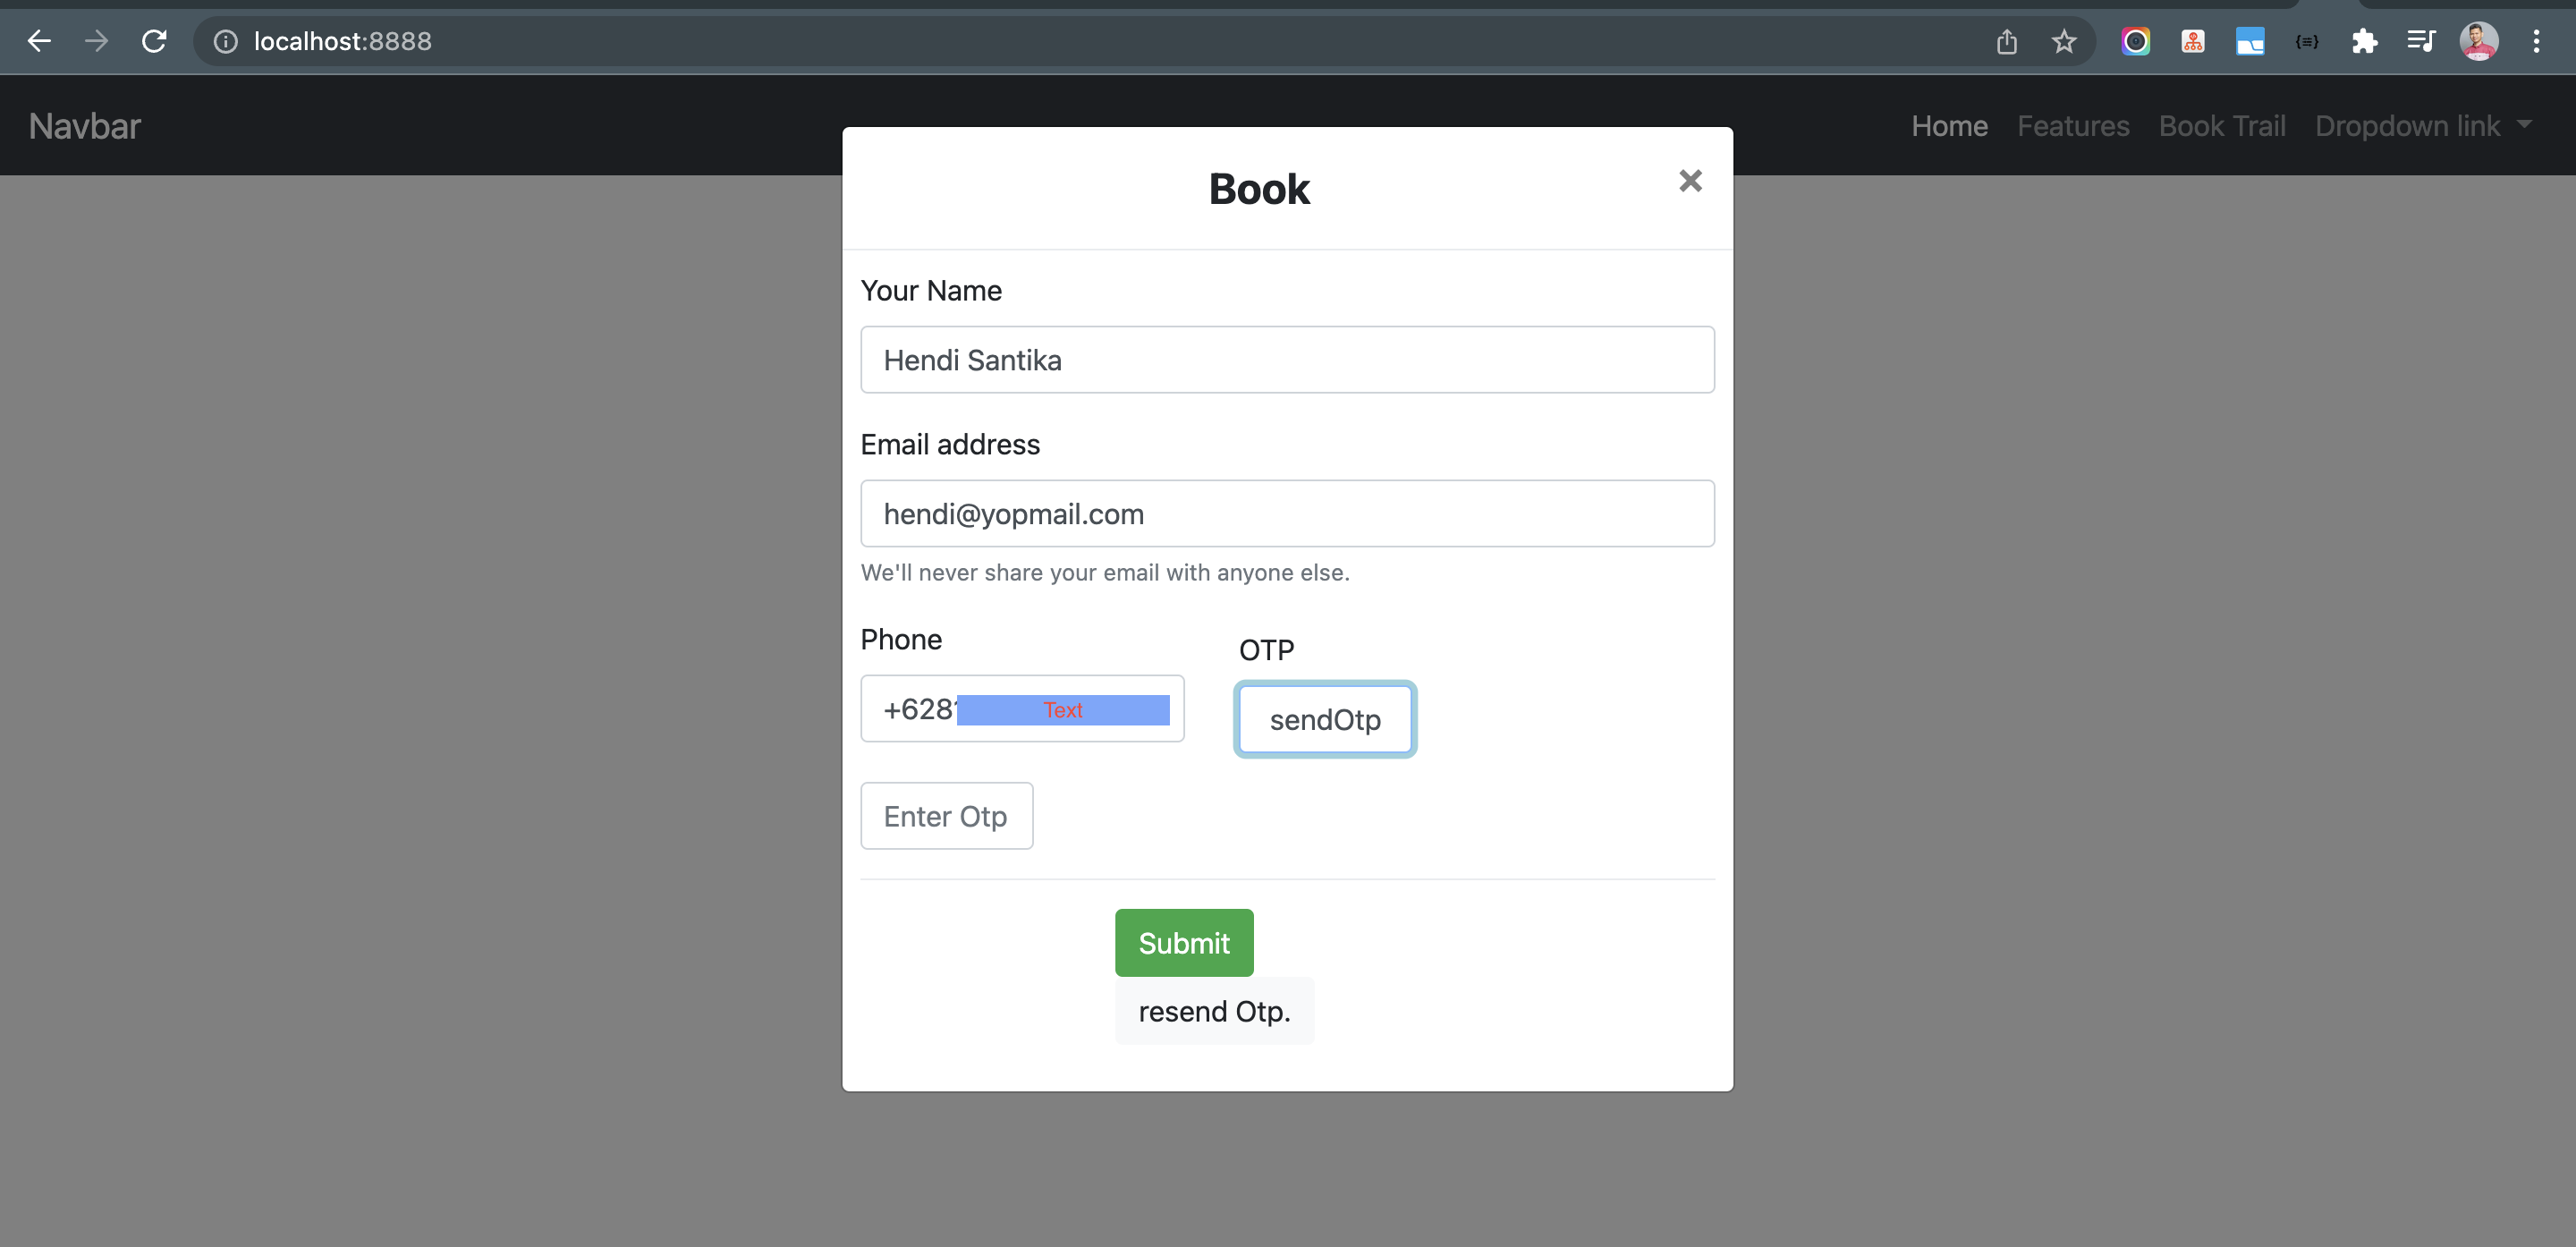 localhost:8888
Navbar
Home Features Book Trail Dropdown link
Book
×
Your Name
Hendi Santika
Email address
hendi@yopmail.com
We'll never share your email with anyone else.
Phone
OTP
+628
Text
sendOtp
Enter Otp
Submit
resend Otp.